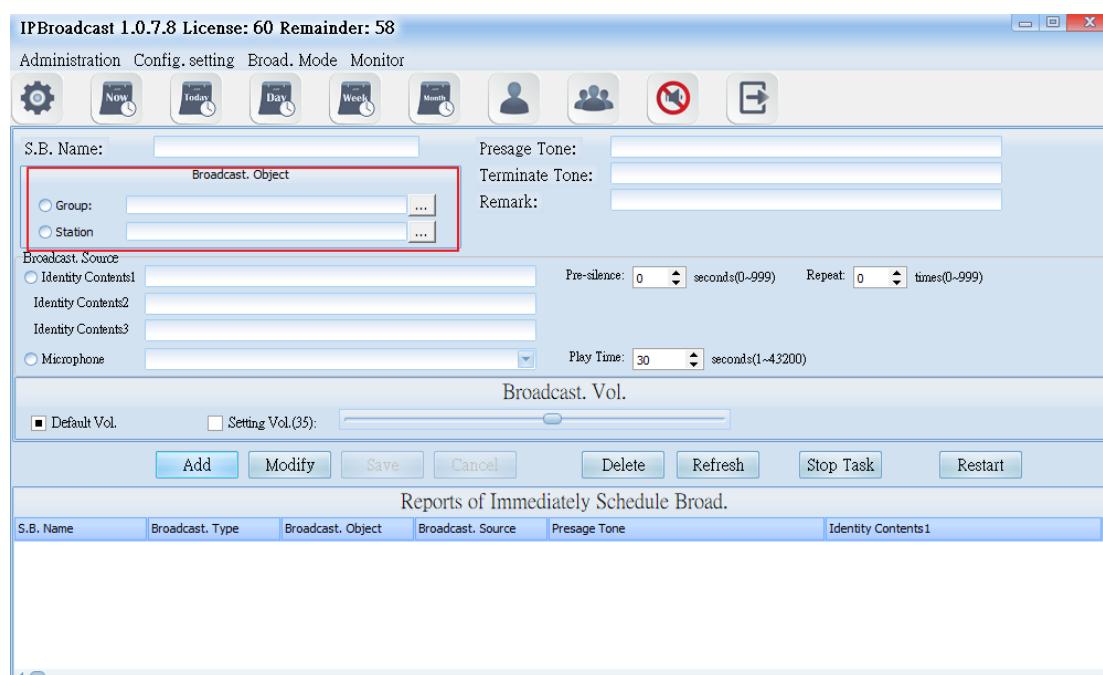 IPBroadcast 1.0.7.8 License: 60 Remainder: 58
Administration Config. setting Broad. Mode Monitor
Now Today Day Week Month
S.B. Name: Presage Tone:
Broadcast. Object Terminate Tone:
Group: ... Remark:
Station ...
Broadcast. Source
Identity Contents1 Pre-silence: 0 seconds(0~999) Repeat: 0 times(0~999)
Identity Contents2
Identity Contents3
Microphone Play Time: 30 seconds(1~43200)
Broadcast. Vol.
Default Vol. Setting Vol.(35):
Add Modify Save Cancel Delete Refresh Stop Task Restart
Reports of Immediately Schedule Broad.
S.B. Name Broadcast. Type Broadcast. Object Broadcast. Source Presage Tone Identity Contents1